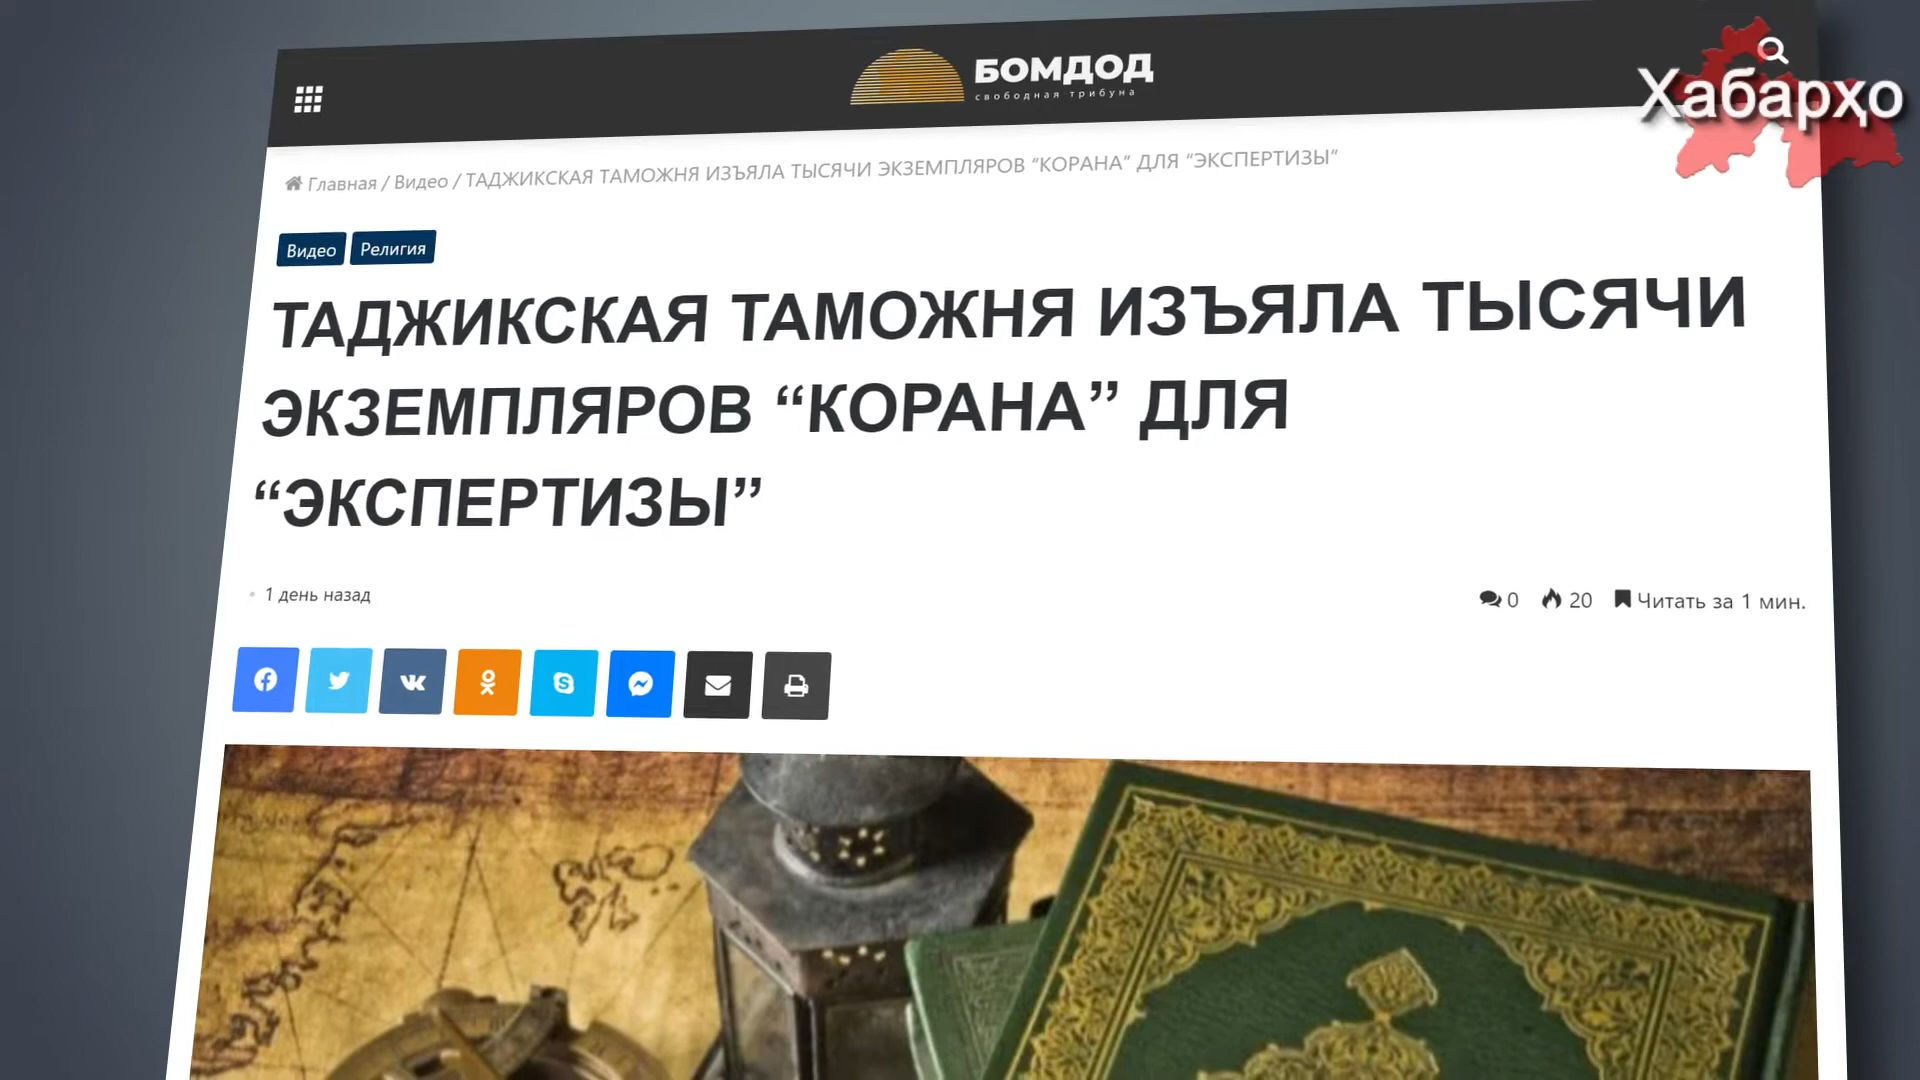 БОМДОД
свободная трибуна
Хабарҳо
Главная / Видео / ТАДЖИКСКАЯ ТАМОЖНЯ ИЗЪЯЛА ТЫСЯЧИ ЭКЗЕМПЛЯРОВ “КОРАНА” ДЛЯ “ЭКСПЕРТИЗЫ”
Видео Религия
ТАДЖИКСКАЯ ТАМОЖНЯ ИЗЪЯЛА ТЫСЯЧИ
ЭКЗЕМПЛЯРОВ “КОРАНА” ДЛЯ
“ЭКСПЕРТИЗЫ”
1 день назад
0 20 Читать за 1 мин.